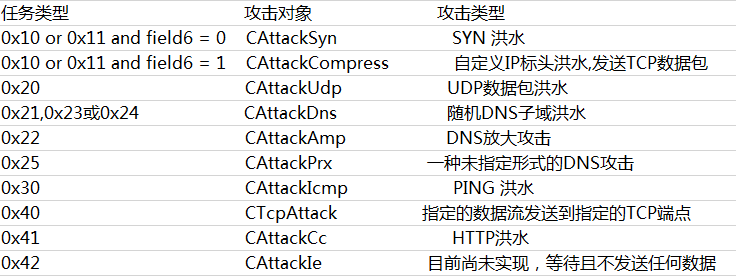 任务类型 攻击对象 攻击类型
0x10 or 0x11 and field6 = 0 CAttackSyn SYN 洪水
0x10 or 0x11 and field6 = 1 CAttackCompress 自定义IP标头洪水,发送TCP数据包
0x20 CAttackUdp UDP数据包洪水
0x21,0x23或0x24 CAttackDns 随机DNS子域洪水
0x22 CAttackAmp DNS放大攻击
0x25 CAttackPrx 一种未指定形式的DNS攻击
0x30 CAttackIcmp PING 洪水
0x40 CTcpAttack 指定的数据流发送到指定的TCP端点
0x41 CAttackCc HTTP洪水
0x42 CAttackIe 目前尚未实现，等待且不发送任何数据